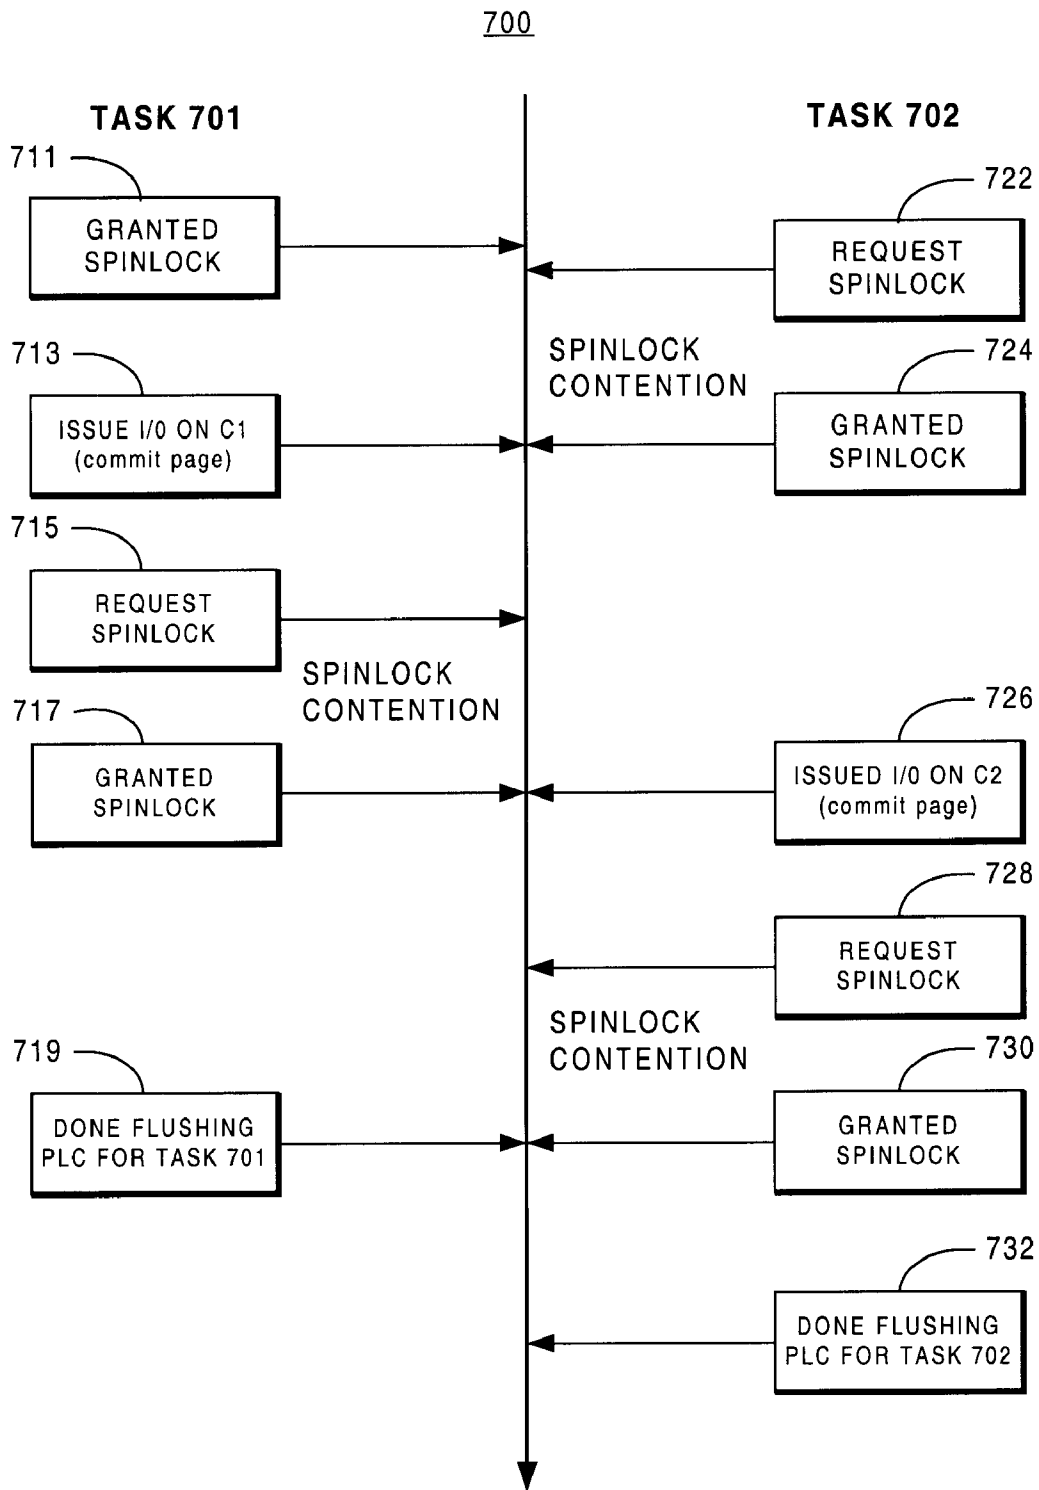 700
TASK 701
TASK 702
711
722
GRANTED
SPINLOCK
REQUEST
SPINLOCK
713
SPINLOCK
CONTENTION
724
ISSUE I/0 ON C1
(commit page)
GRANTED
SPINLOCK
715
REQUEST
SPINLOCK
SPINLOCK
CONTENTION
717
726
GRANTED
SPINLOCK
ISSUED I/0 ON C2
(commit page)
728
REQUEST
SPINLOCK
SPINLOCK
CONTENTION
719
730
DONE FLUSHING
PLC FOR TASK 701
GRANTED
SPINLOCK
732
DONE FLUSHING
PLC FOR TASK 702